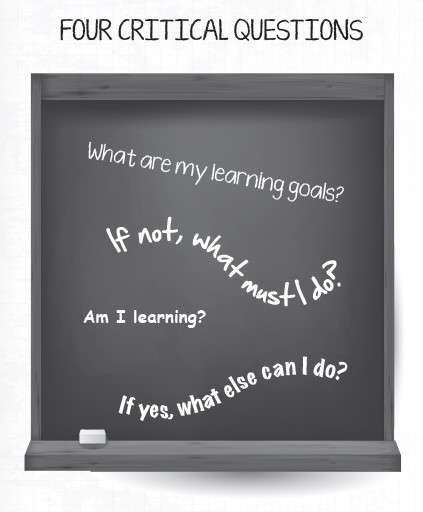 FOUR CRITICAL QUESTIONS
What are my learning goals?
If not, what must I do?
Am I learning?
If yes, what else can I do?